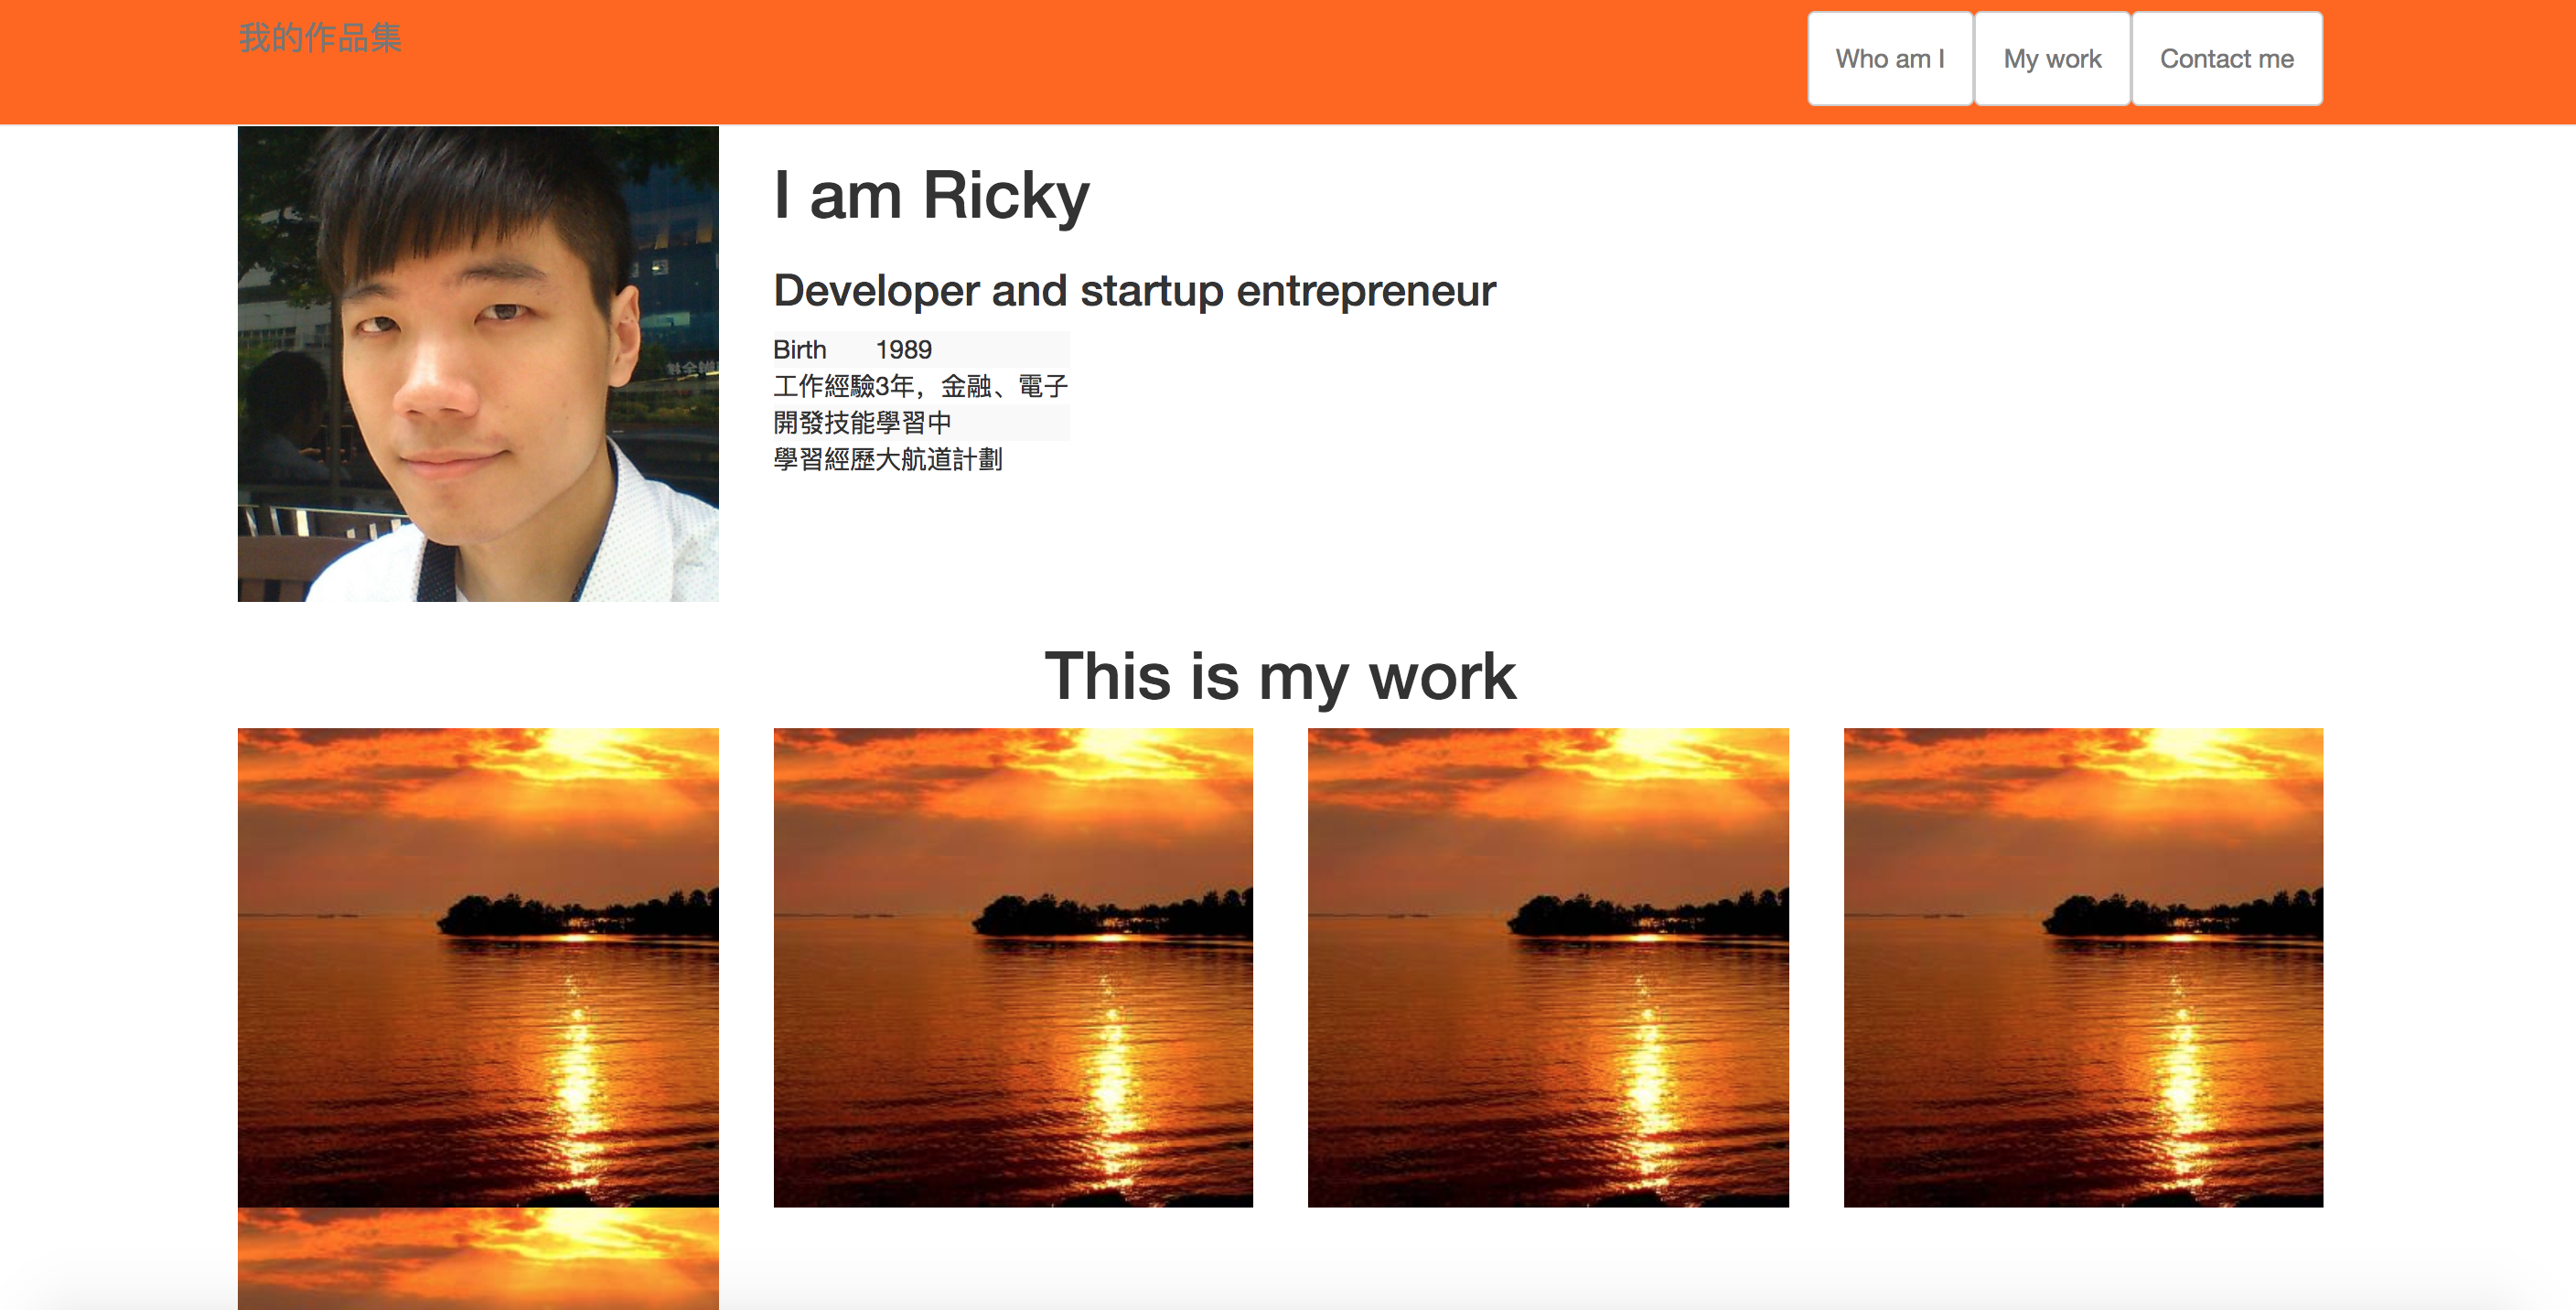 我的作品集
Who am I
My work
Contact me
I am Ricky
Developer and startup entrepreneur
Birth 1989
工作經驗3年，金融、電子
開發技能學習中
學習經歷大航道計劃
This is my work